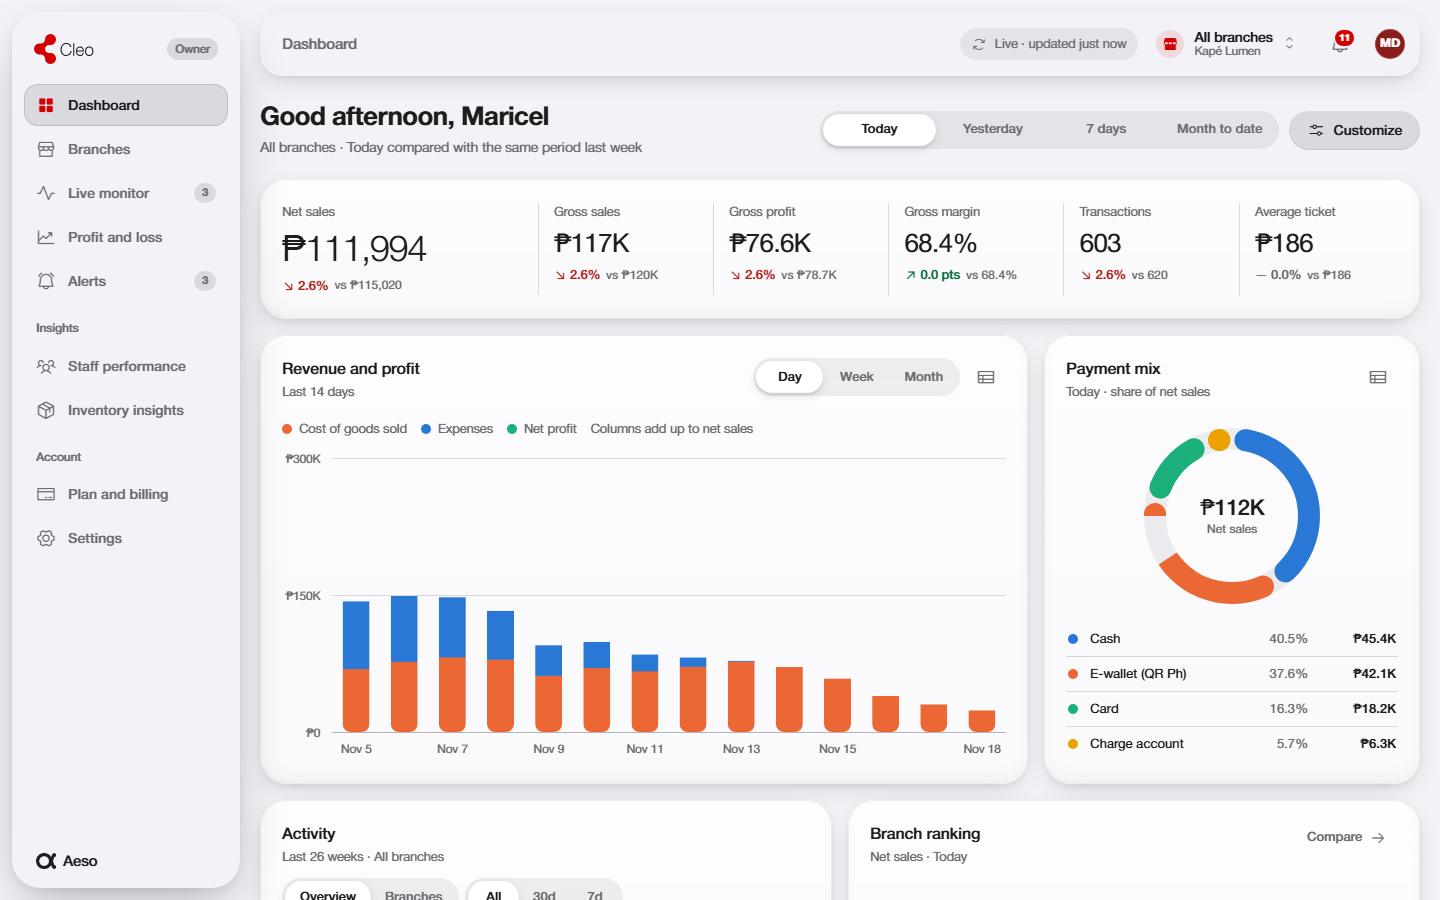 Cleo
Owner
Dashboard
Branches
Live monitor 3
Profit and loss
Alerts 3
Insights
Staff performance
Inventory insights
Account
Plan and billing
Settings
Aeso
Dashboard
Live · updated just now
All branches
Kapé Lumen
11
MD
Good afternoon, Maricel
All branches · Today compared with the same period last week
Today Yesterday 7 days Month to date
Customize
Net sales
₱111,994
↘ 2.6% vs ₱115,020
Gross sales
₱117K
↘ 2.6% vs ₱120K
Gross profit
₱76.6K
↘ 2.6% vs ₱78.7K
Gross margin
68.4%
↗ 0.0 pts vs 68.4%
Transactions
603
↘ 2.6% vs 620
Average ticket
₱186
— 0.0% vs ₱186
Revenue and profit
Last 14 days
Day Week Month
Cost of goods sold Expenses Net profit Columns add up to net sales
₱300K
₱150K
₱0
Nov 5 Nov 7 Nov 9 Nov 11 Nov 13 Nov 15 Nov 18
Payment mix
Today · share of net sales
₱112K
Net sales
Cash 40.5% ₱45.4K
E-wallet (QR Ph) 37.6% ₱42.1K
Card 16.3% ₱18.2K
Charge account 5.7% ₱6.3K
Activity
Last 26 weeks · All branches
Overview Branches All 30d 7d
Branch ranking
Net sales · Today
Compare →